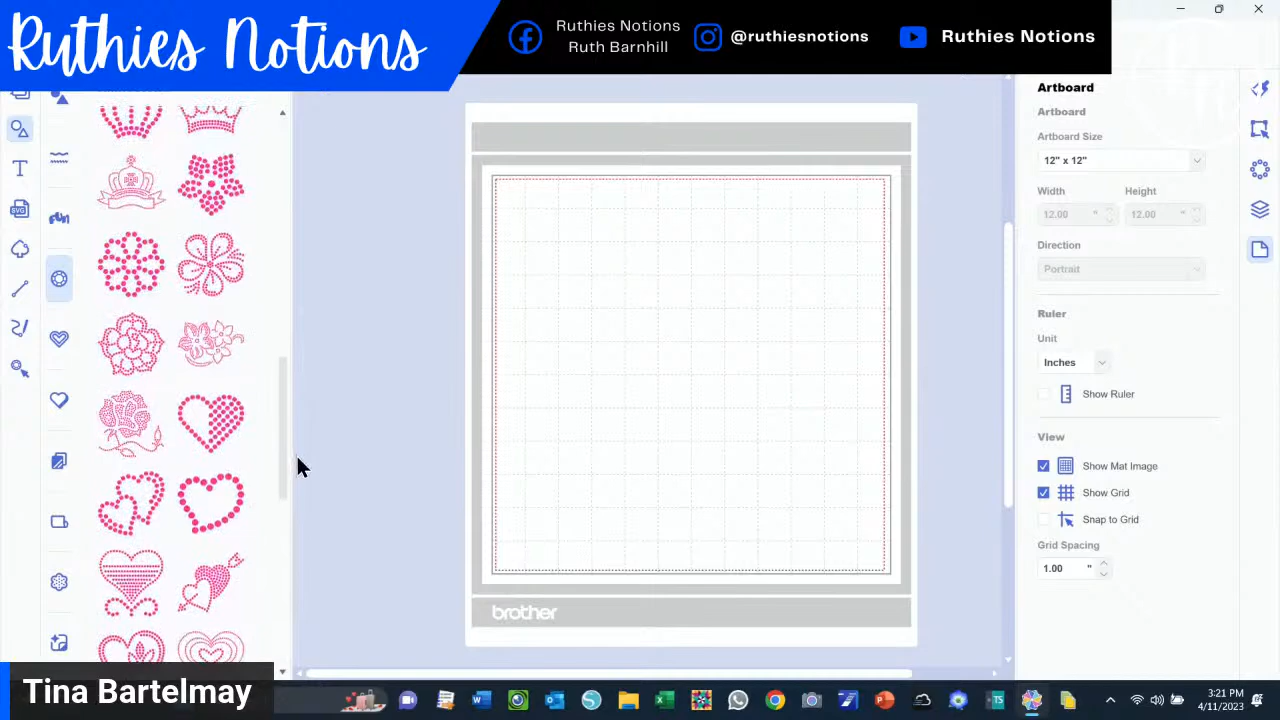 Ruthies Notions
Ruthies Notions
Ruth Barnhill
@ruthiesnotions
Ruthies Notions
Artboard
Artboard
Artboard Size
12" x 12"
Width
Height
12.00 "
12.00 "
Direction
Portrait
Ruler
Unit
Inches
Show Ruler
View
Show Mat Image
Show Grid
Snap to Grid
Grid Spacing
1.00 "
brother
SVG
Tina Bartelmay
3:21 PM
4/11/2023